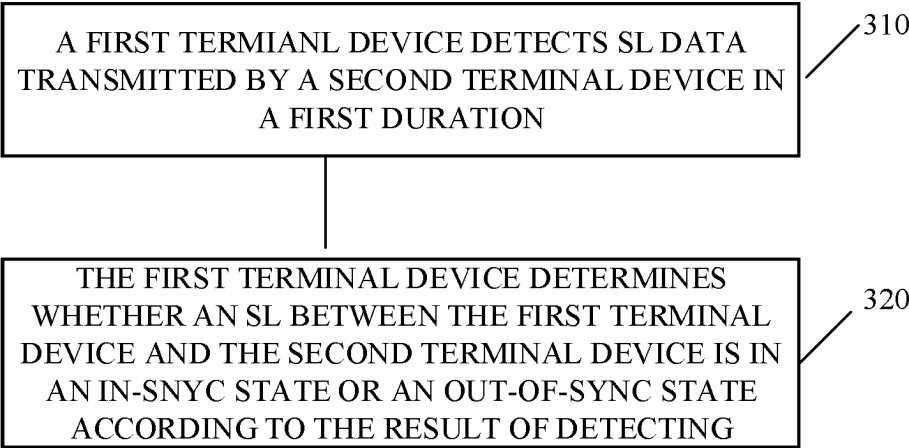 A FIRST TERMIANL DEVICE DETECTS SL DATA
TRANSMITTED BY A SECOND TERMINAL DEVICE IN
A FIRST DURATION
310
THE FIRST TERMINAL DEVICE DETERMINES
WHETHER AN SL BETWEEN THE FIRST TERMINAL
DEVICE AND THE SECOND TERMINAL DEVICE IS IN
AN IN-SNYC STATE OR AN OUT-OF-SYNC STATE
ACCORDING TO THE RESULT OF DETECTING
320